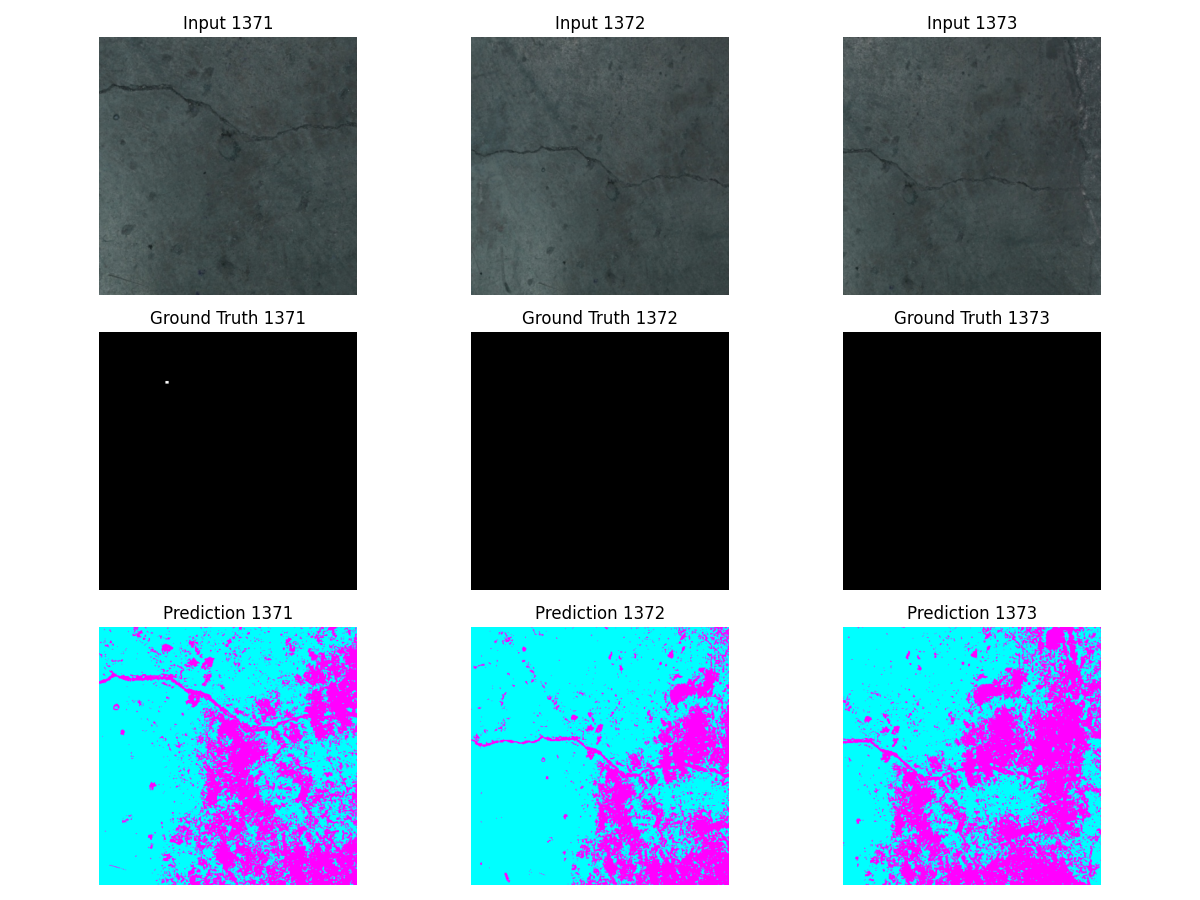 Input 1371
Input 1372
Input 1373
Ground Truth 1371
Ground Truth 1372
Ground Truth 1373
Prediction 1371
Prediction 1372
Prediction 1373